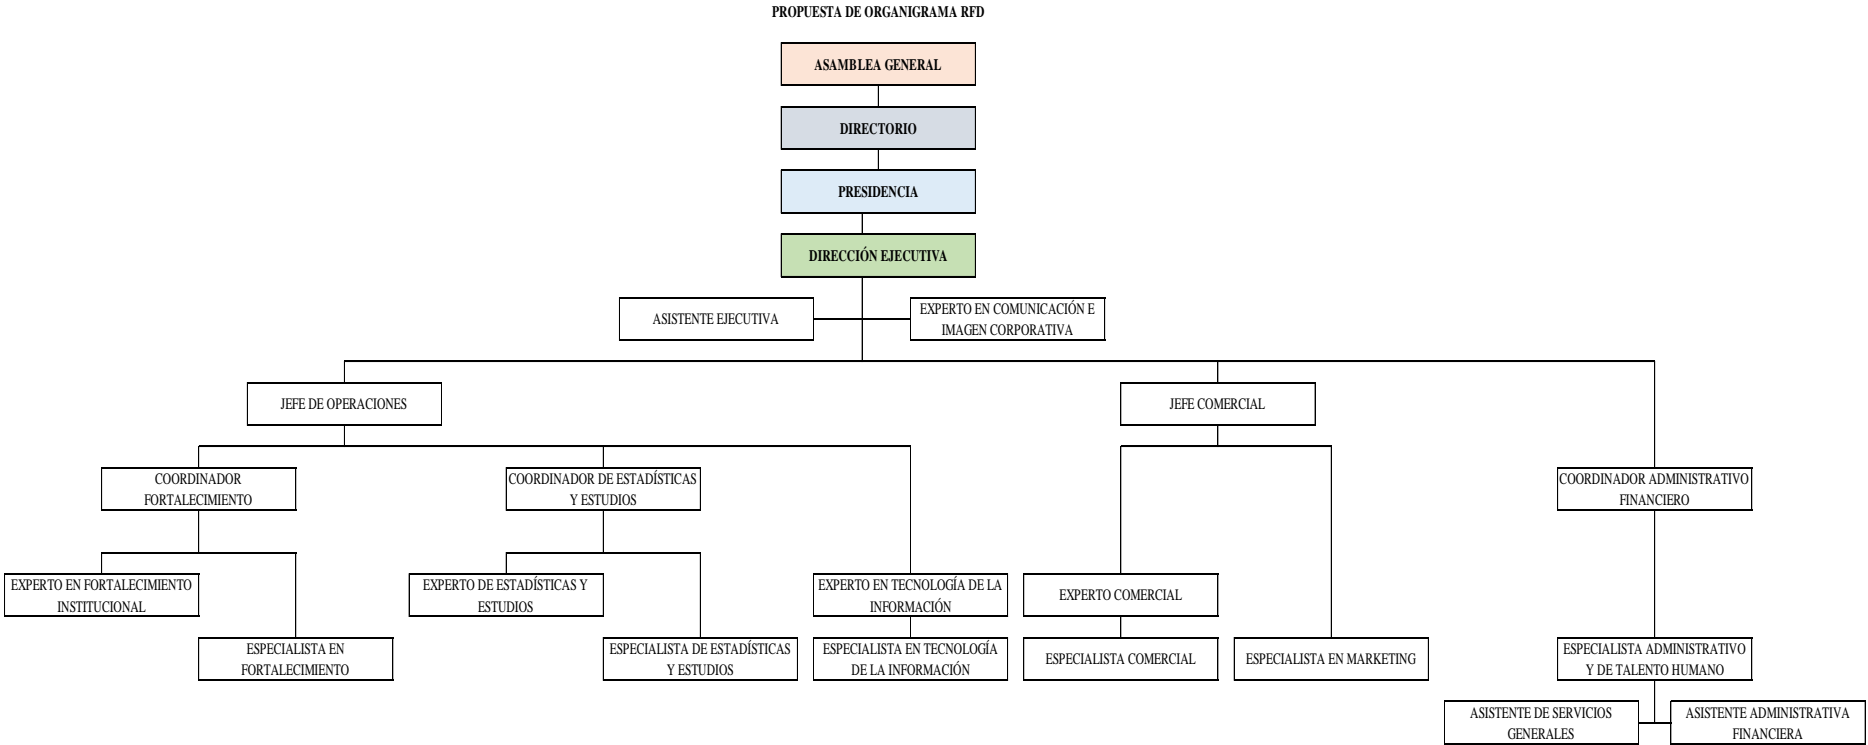 PROPUESTA DE ORGANIGRAMA RFD
ASAMBLEA GENERAL
DIRECTORIO
PRESIDENCIA
DIRECCIÓN EJECUTIVA
ASISTENTE EJECUTIVA
EXPERTO EN COMUNICACIÓN E
IMAGEN CORPORATIVA
JEFE DE OPERACIONES
JEFE COMERCIAL
COORDINADOR
FORTALECIMIENTO
COORDINADOR DE ESTADÍSTICAS
Y ESTUDIOS
COORDINADOR ADMINISTRATIVO
FINANCIERO
EXPERTO EN FORTALECIMIENTO
INSTITUCIONAL
EXPERTO DE ESTADÍSTICAS Y
ESTUDIOS
EXPERTO EN TECNOLOGÍA DE LA
INFORMACIÓN
EXPERTO COMERCIAL
ESPECIALISTA EN
FORTALECIMIENTO
ESPECIALISTA DE ESTADÍSTICAS
Y ESTUDIOS
ESPECIALISTA EN TECNOLOGÍA
DE LA INFORMACIÓN
ESPECIALISTA COMERCIAL
ESPECIALISTA EN MARKETING
ESPECIALISTA ADMINISTRATIVO
Y DE TALENTO HUMANO
ASISTENTE DE SERVICIOS
GENERALES
ASISTENTE ADMINISTRATIVA
FINANCIERA